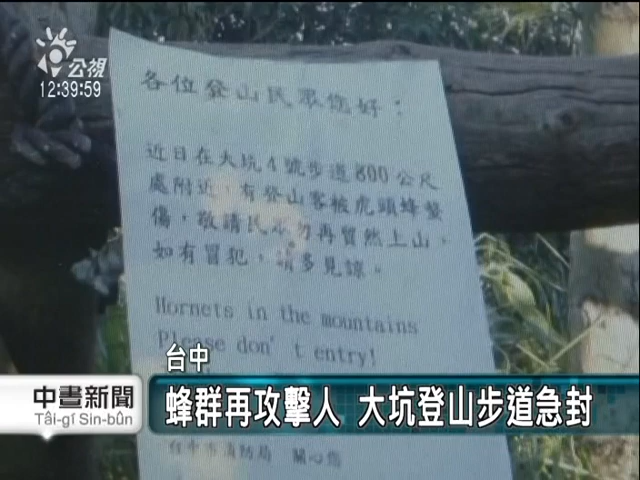 公視
12:39:59
各位登山民眾您好：
近日在大坑4號步道800公尺
處附近，有登山客被虎頭蜂螫
傷，敬請民眾勿再貿然上山，
如有冒犯，請多見諒。
Hornets in the mountains
Please don't entry!
台中市消防局 關心您
台中
中晝新聞
Tâi-gí Sin-bûn
蜂群再攻擊人 大坑登山步道急封